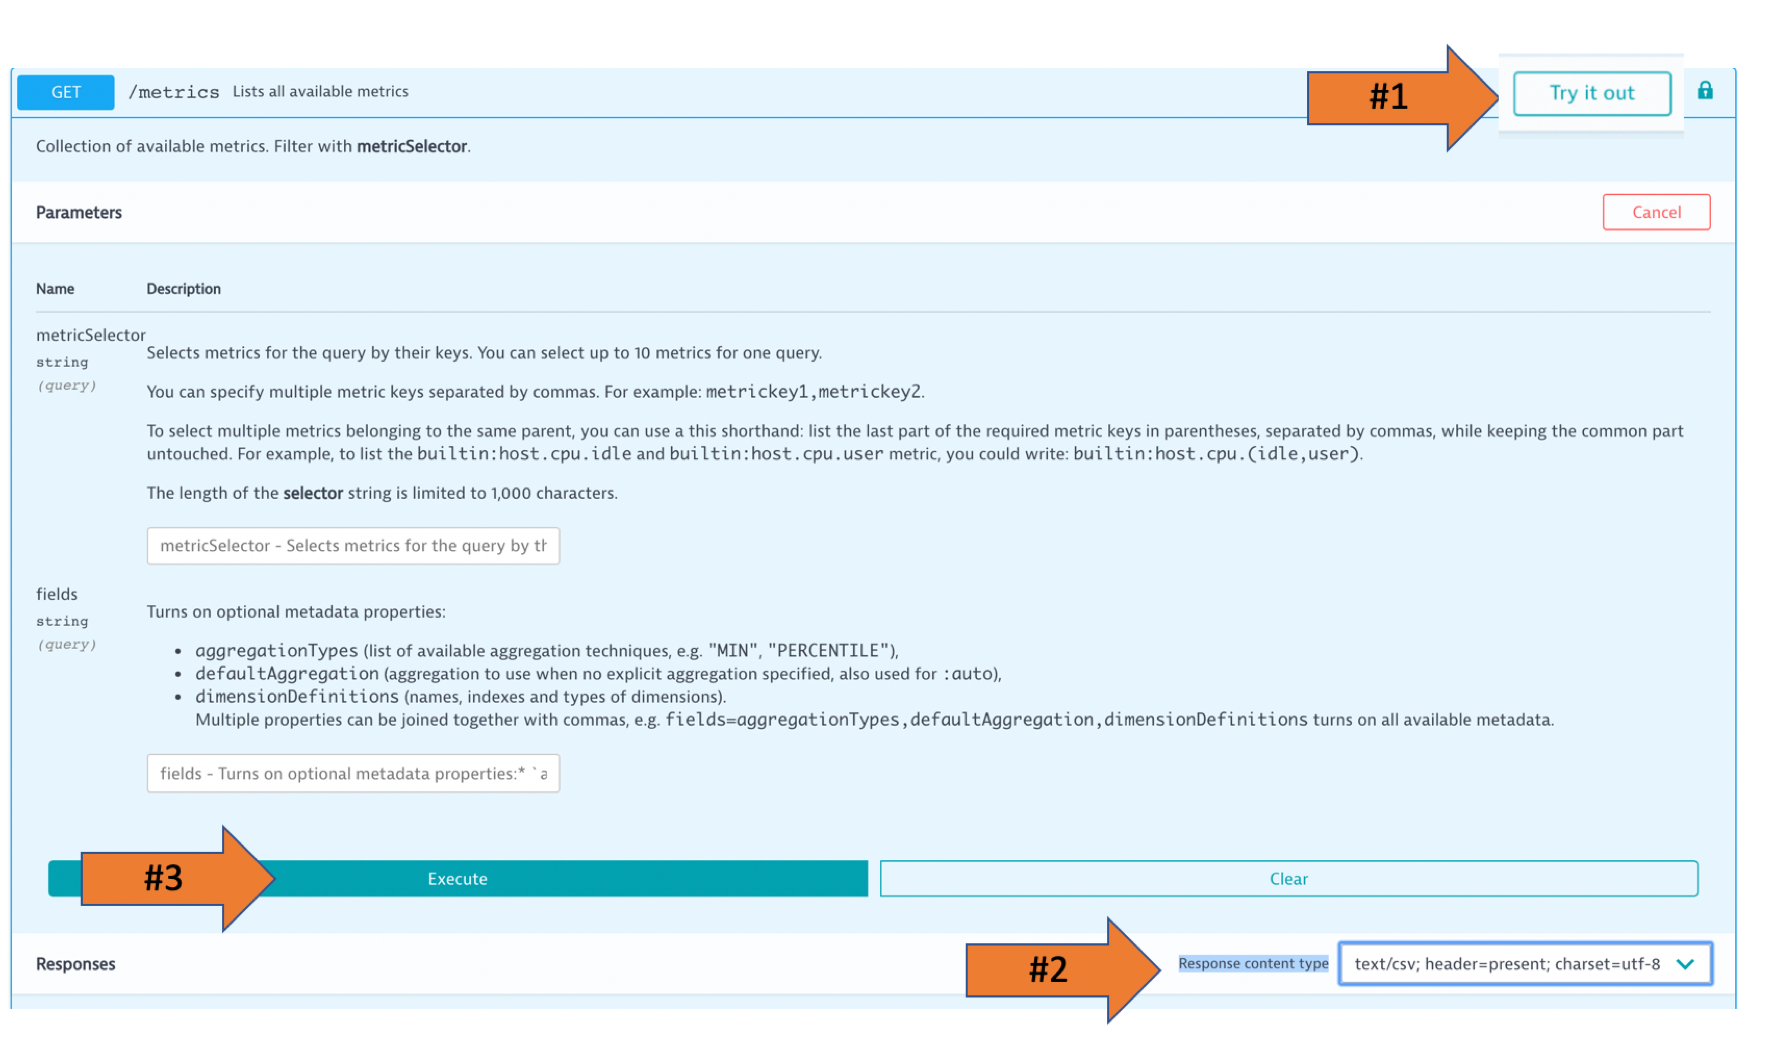 GET /metrics Lists all available metrics #1 Try it out
Collection of available metrics. Filter with metricSelector.
Parameters Cancel
Name Description
metricSelector
string
(query)
Selects metrics for the query by their keys. You can select up to 10 metrics for one query.
You can specify multiple metric keys separated by commas. For example: metrickey1,metrickey2.
To select multiple metrics belonging to the same parent, you can use a this shorthand: list the last part of the required metric keys in parentheses, separated by commas, while keeping the common part
untouched. For example, to list the builtin:host.cpu.idle and builtin:host.cpu.user metric, you could write: builtin:host.cpu.(idle,user).
The length of the selector string is limited to 1,000 characters.
metricSelector - Selects metrics for the query by th
fields
string
(query)
Turns on optional metadata properties:
• aggregationTypes (list of available aggregation techniques, e.g. "MIN", "PERCENTILE"),
• defaultAggregation (aggregation to use when no explicit aggregation specified, also used for :auto),
• dimensionDefinitions (names, indexes and types of dimensions).
Multiple properties can be joined together with commas, e.g. fields=aggregationTypes,defaultAggregation,dimensionDefinitions turns on all available metadata.
fields - Turns on optional metadata properties:* `a
#3 Execute Clear
Responses #2 Response content type text/csv; header=present; charset=utf-8